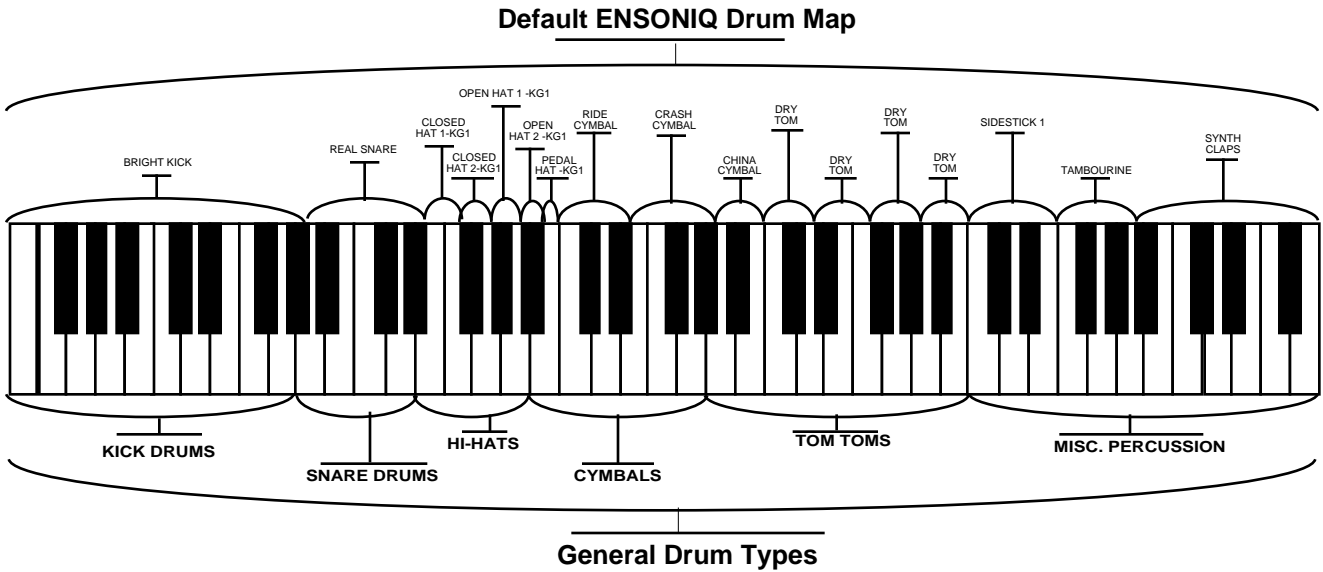 Default ENSONIQ Drum Map
BRIGHT KICK
REAL SNARE
CLOSED
HAT 1-KG1
CLOSED
HAT 2-KG1
OPEN HAT 1 -KG1
OPEN
HAT 2 -KG1
PEDAL
HAT -KG1
RIDE
CYMBAL
CRASH
CYMBAL
CHINA
CYMBAL
DRY
TOM
DRY
TOM
DRY
TOM
DRY
TOM
SIDESTICK 1
TAMBOURINE
SYNTH
CLAPS
KICK DRUMS
SNARE DRUMS
HI-HATS
CYMBALS
TOM TOMS
MISC. PERCUSSION
General Drum Types